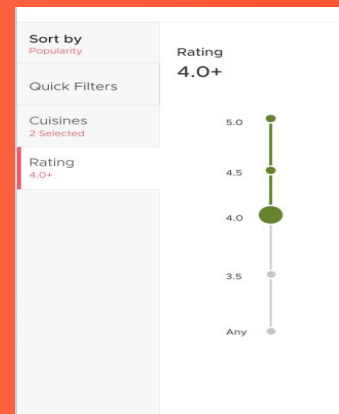 Sort by
Popularity
Quick Filters
Cuisines
2 Selected
Rating
4.0+
Rating
4.0+
5.0
4.5
4.0
3.5
Any